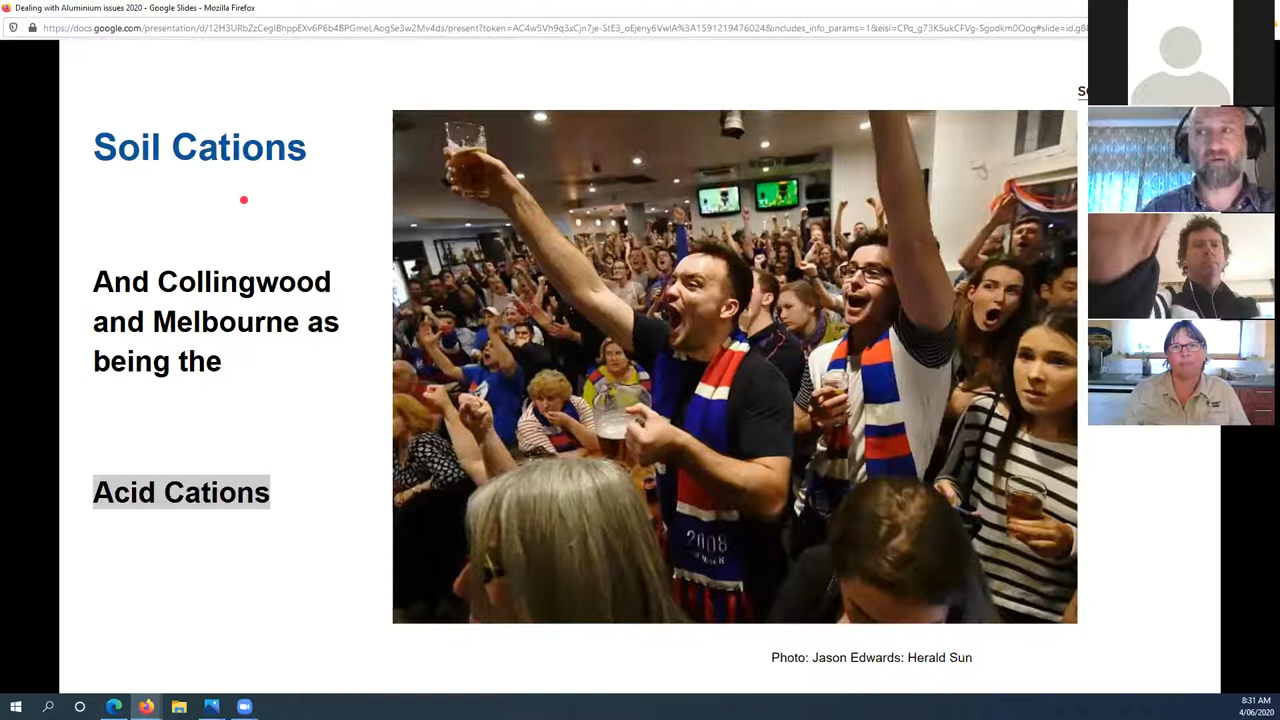 Dealing with Aluminium issues 2020 - Google Slides - Mozilla Firefox
Soil Cations
And Collingwood
and Melbourne as
being the
Acid Cations
2008
Photo: Jason Edwards: Herald Sun
8:31 AM
4/06/2020